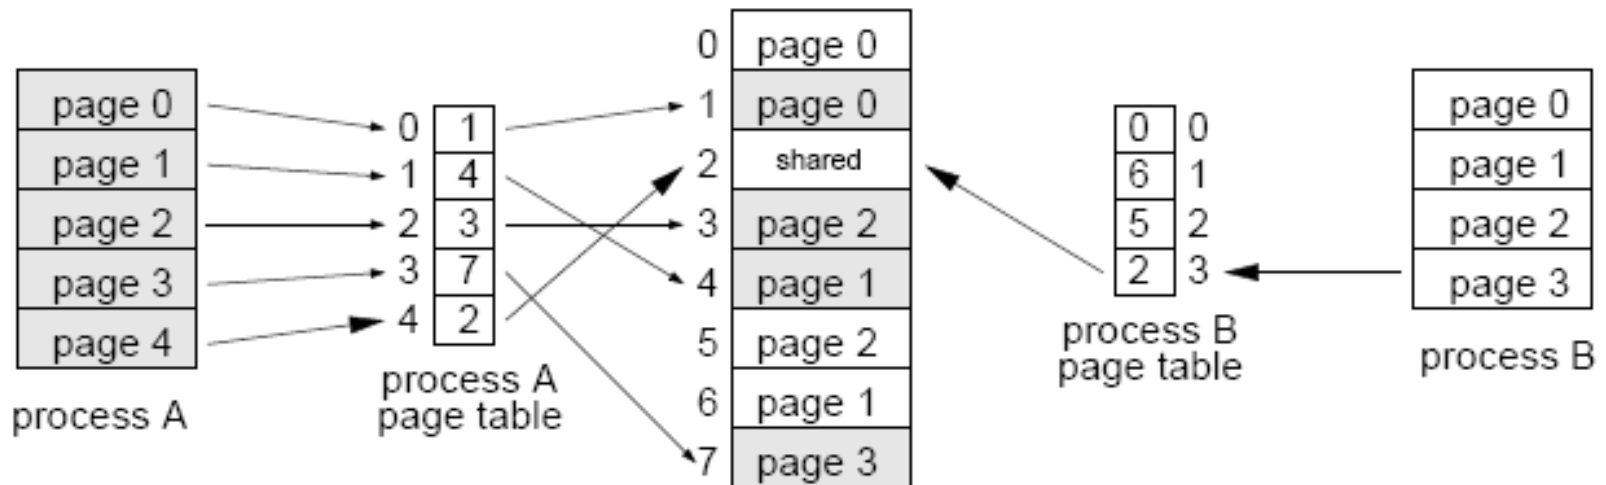 page 0
page 1
page 2
page 3
page 4
process A
0 1
1 4
2 3
3 7
4 2
process A
page table
0 page 0
1 page 0
2 shared
3 page 2
4 page 1
5 page 2
6 page 1
7 page 3
0 0
6 1
5 2
2 3
process B
page table
page 0
page 1
page 2
page 3
process B